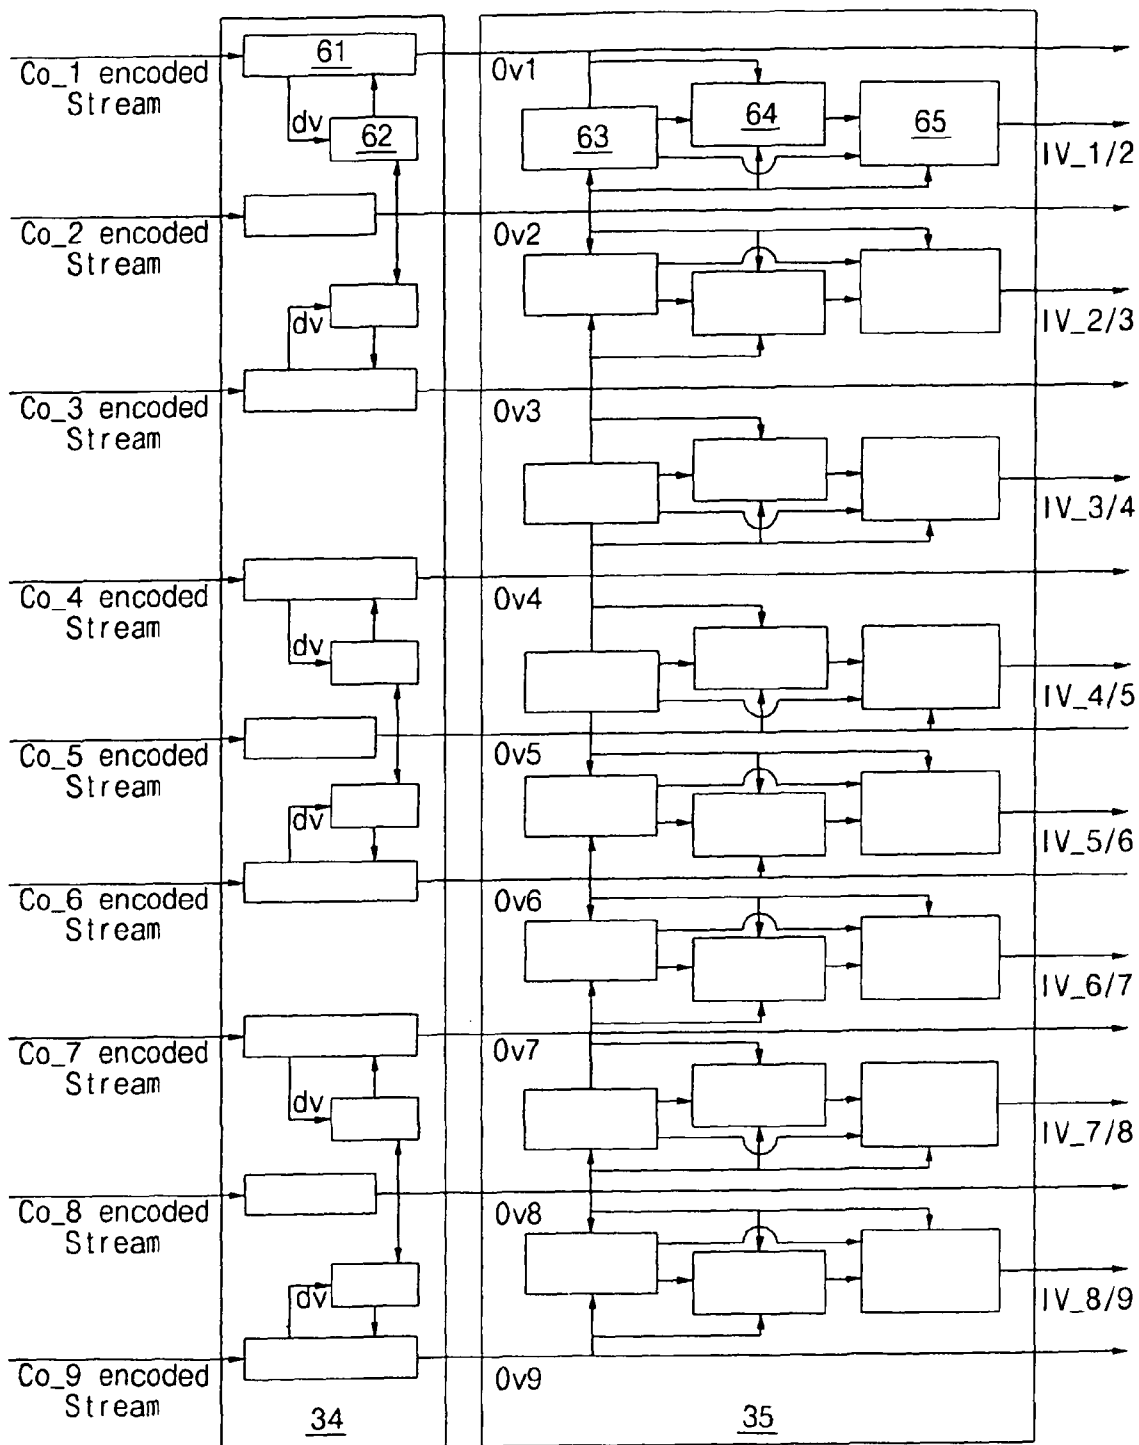 61
Co_1 encoded
Stream
0v1
dv
62
63
64
65
IV_1/2
Co_2 encoded
Stream
0v2
dv
IV_2/3
Co_3 encoded
Stream
0v3
IV_3/4
Co_4 encoded
Stream
0v4
dv
IV_4/5
Co_5 encoded
Stream
0v5
dv
IV_5/6
Co_6 encoded
Stream
0v6
IV_6/7
Co_7 encoded
Stream
0v7
dv
IV_7/8
Co_8 encoded
Stream
0v8
dv
IV_8/9
Co_9 encoded
Stream
0v9
34
35